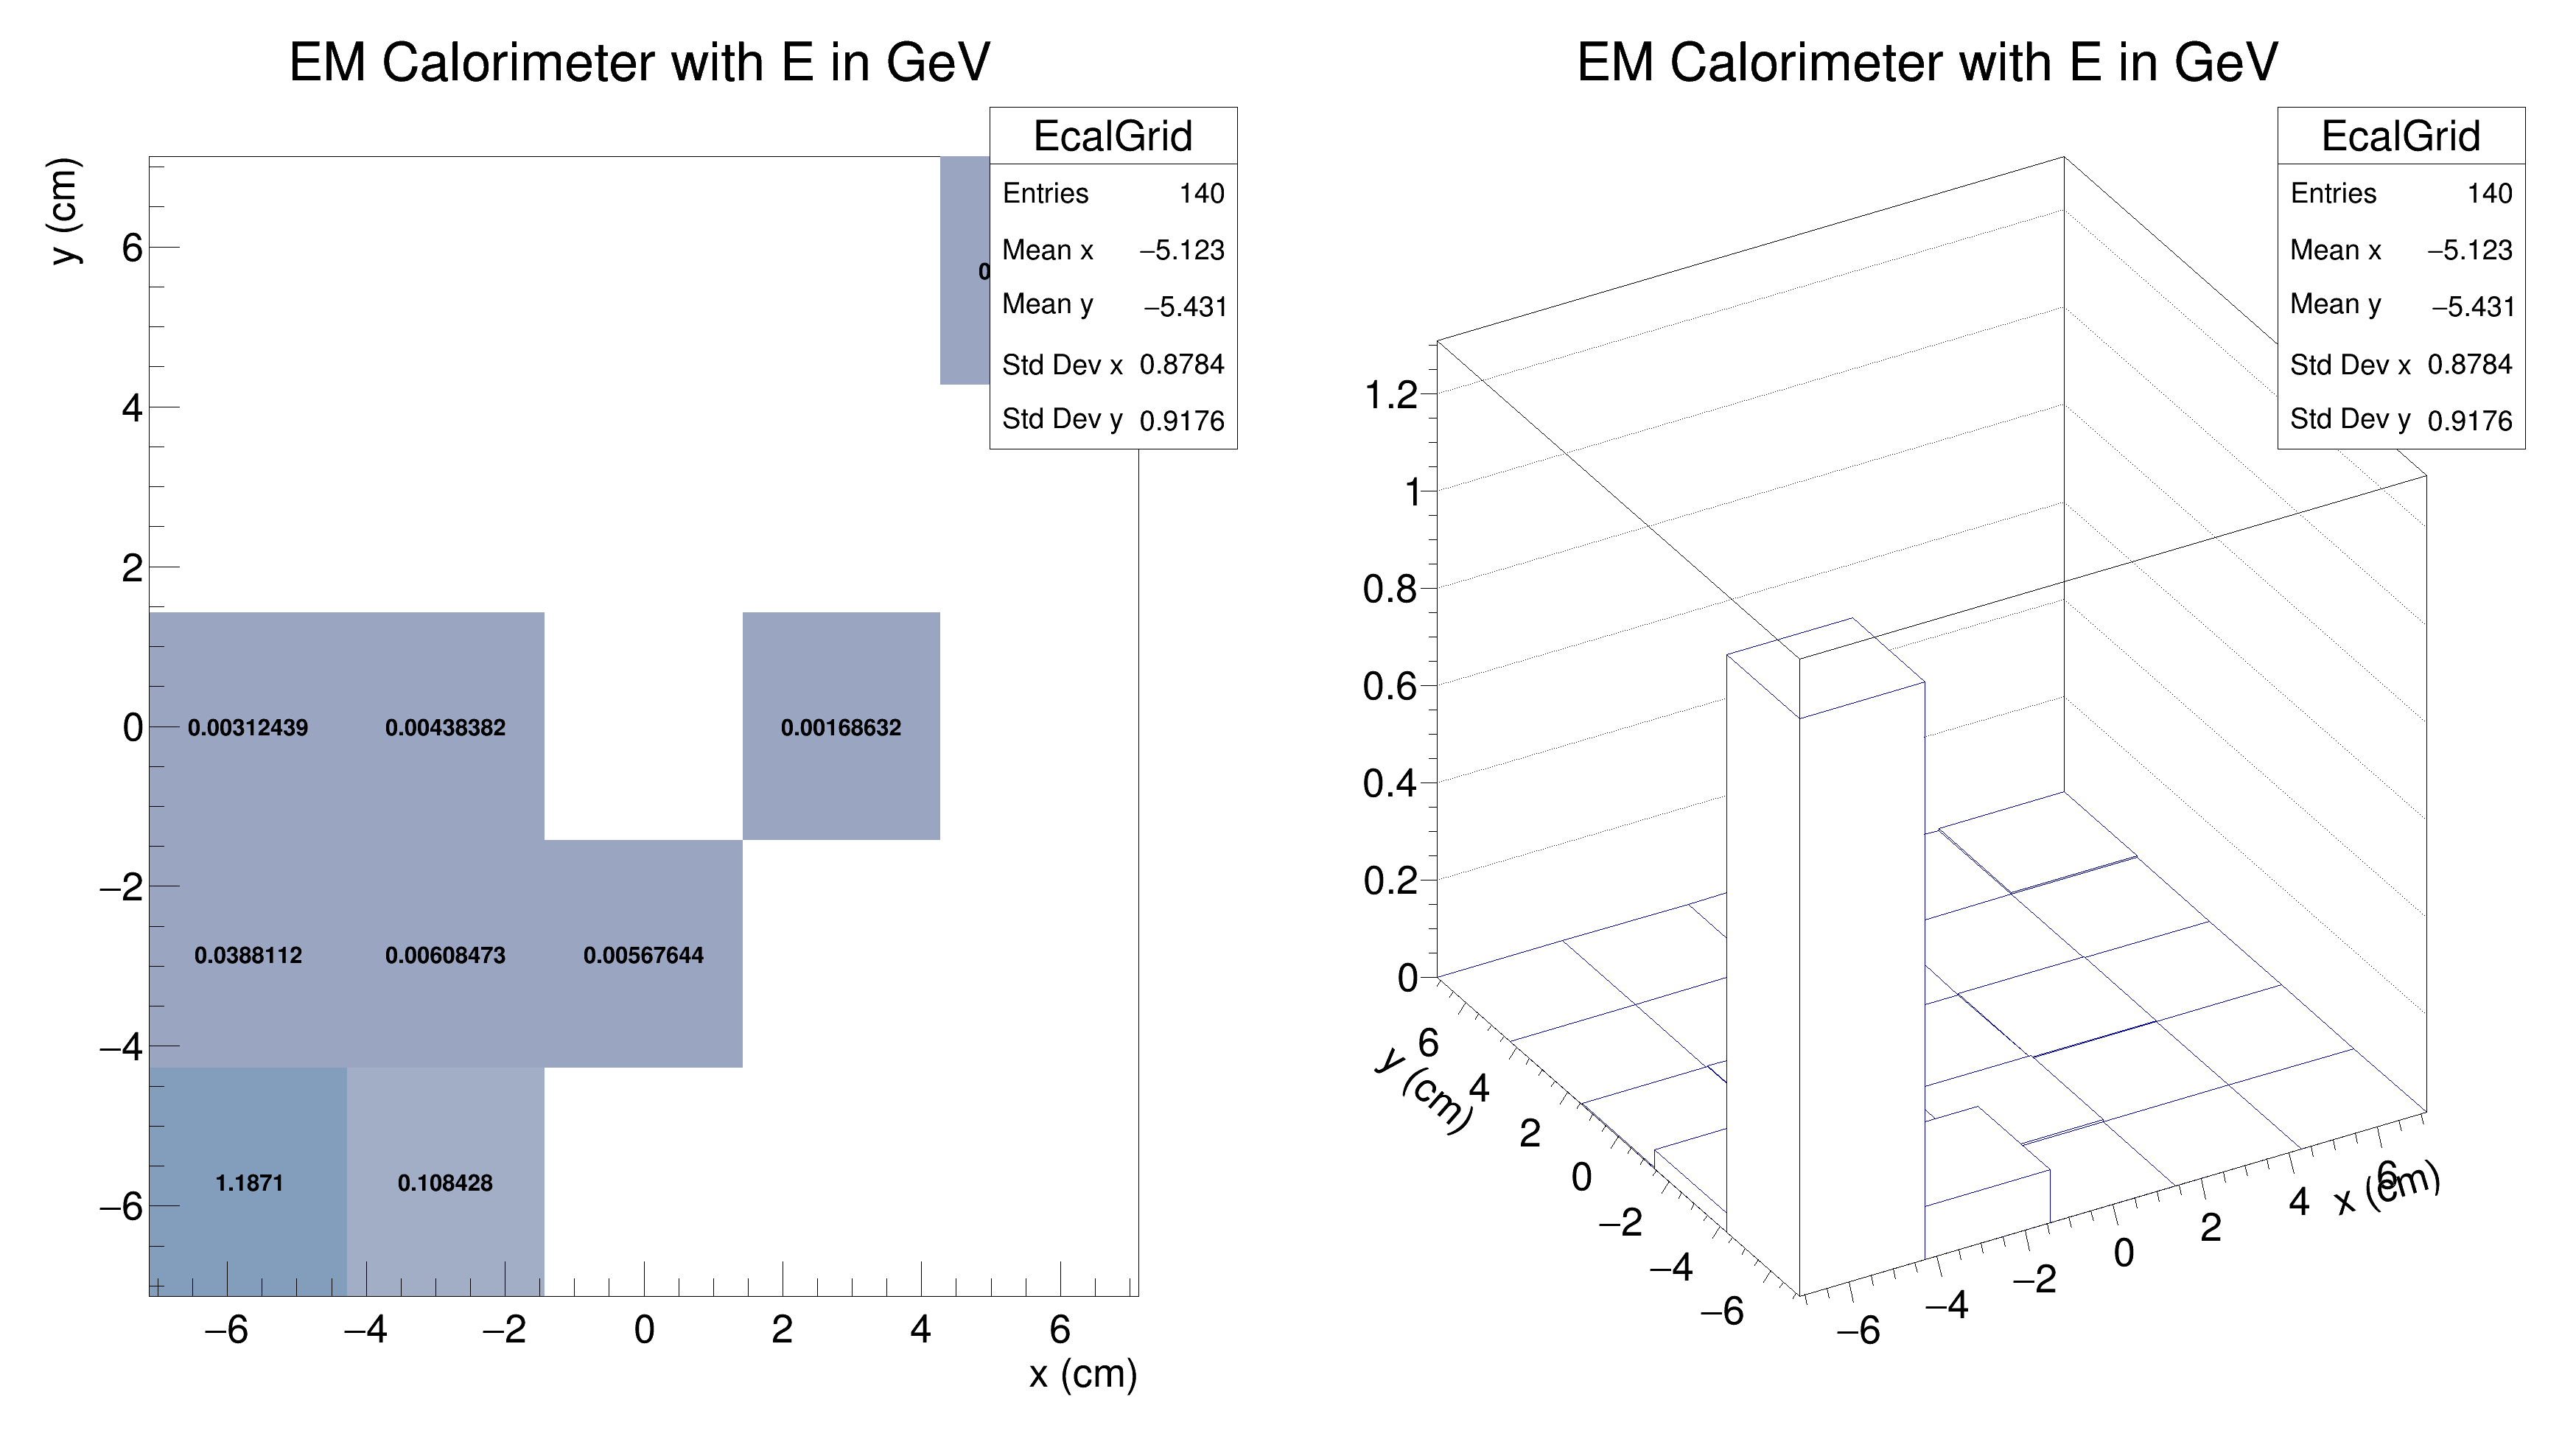 EM Calorimeter with E in GeV
EcalGrid
Entries 140
Mean x −5.123
Mean y −5.431
Std Dev x 0.8784
Std Dev y 0.9176
y (cm)
6
4
2
0
−2
−4
−6
0.00312439 0.00438382 0.00168632
0.0388112 0.00608473 0.00567644
1.1871 0.108428
−6 −4 −2 0 2 4 6
x (cm)
EM Calorimeter with E in GeV
EcalGrid
Entries 140
Mean x −5.123
Mean y −5.431
Std Dev x 0.8784
Std Dev y 0.9176
1.2
1
0.8
0.6
0.4
0.2
0
y (cm)
6
4
2
0
−2
−4
−6
−6 −4 −2 0 2 4 6
x (cm)